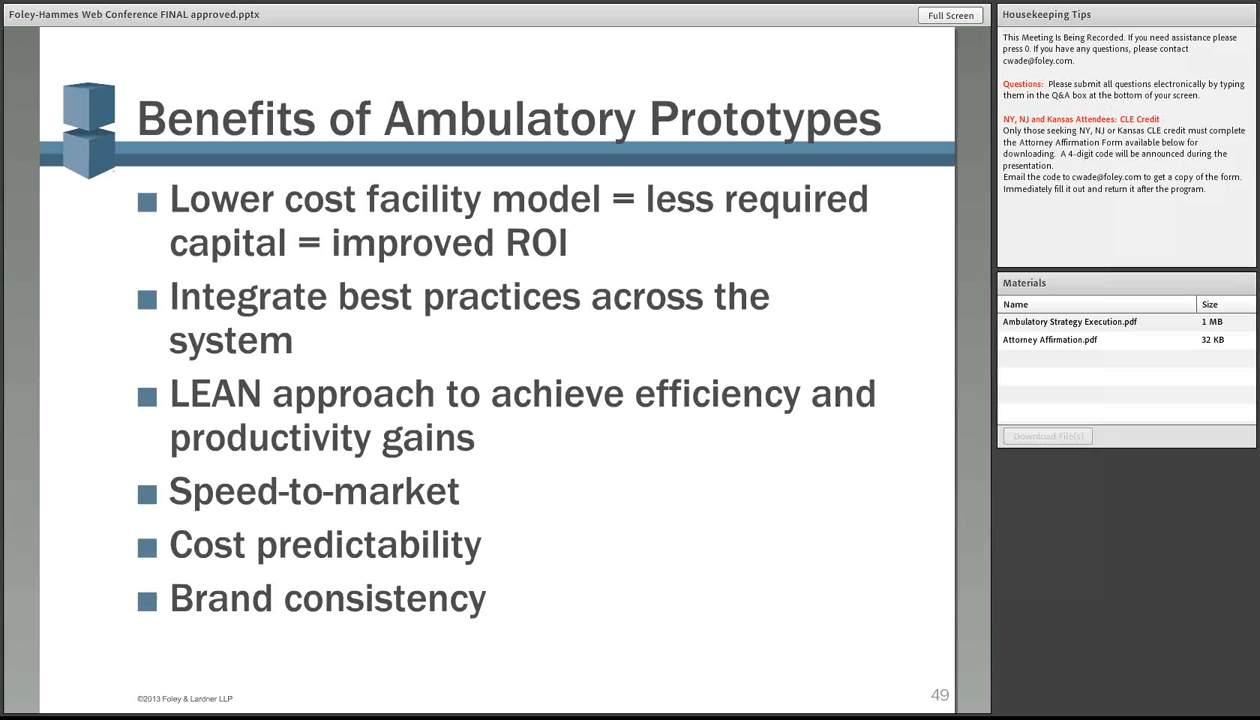 Foley-Hammes Web Conference FINAL approved.pptx
Full Screen
Benefits of Ambulatory Prototypes
Lower cost facility model = less required
capital = improved ROI
Integrate best practices across the
system
LEAN approach to achieve efficiency and
productivity gains
Speed-to-market
Cost predictability
Brand consistency
©2013 Foley & Lardner LLP
49
Housekeeping Tips
This Meeting Is Being Recorded. If you need assistance please
press 0. If you have any questions, please contact
cwade@foley.com.
Questions: Please submit all questions electronically by typing
them in the Q&A box at the bottom of your screen.
NY, NJ and Kansas Attendees: CLE Credit
Only those seeking NY, NJ or Kansas CLE credit must complete
the Attorney Affirmation Form available below for
downloading. A 4-digit code will be announced during the
presentation.
Email the code to cwade@foley.com to get a copy of the form.
Immediately fill it out and return it after the program.
Materials
Name Size
Ambulatory Strategy Execution.pdf 1 MB
Attorney Affirmation.pdf 32 KB
Download File(s)